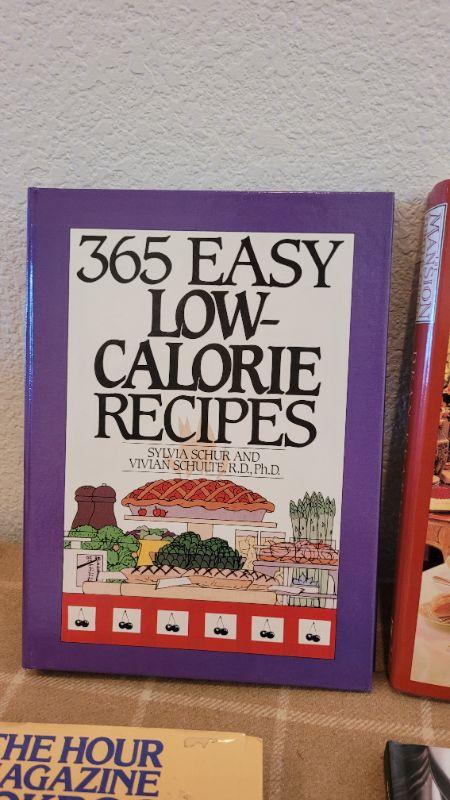 365 EASY
LOW-
CALORIE
RECIPES
SYLVIA SCHUR AND
VIVIAN SCHULTE, R.D., Ph.D.
MANSION
THE HOUR
MAGAZINE